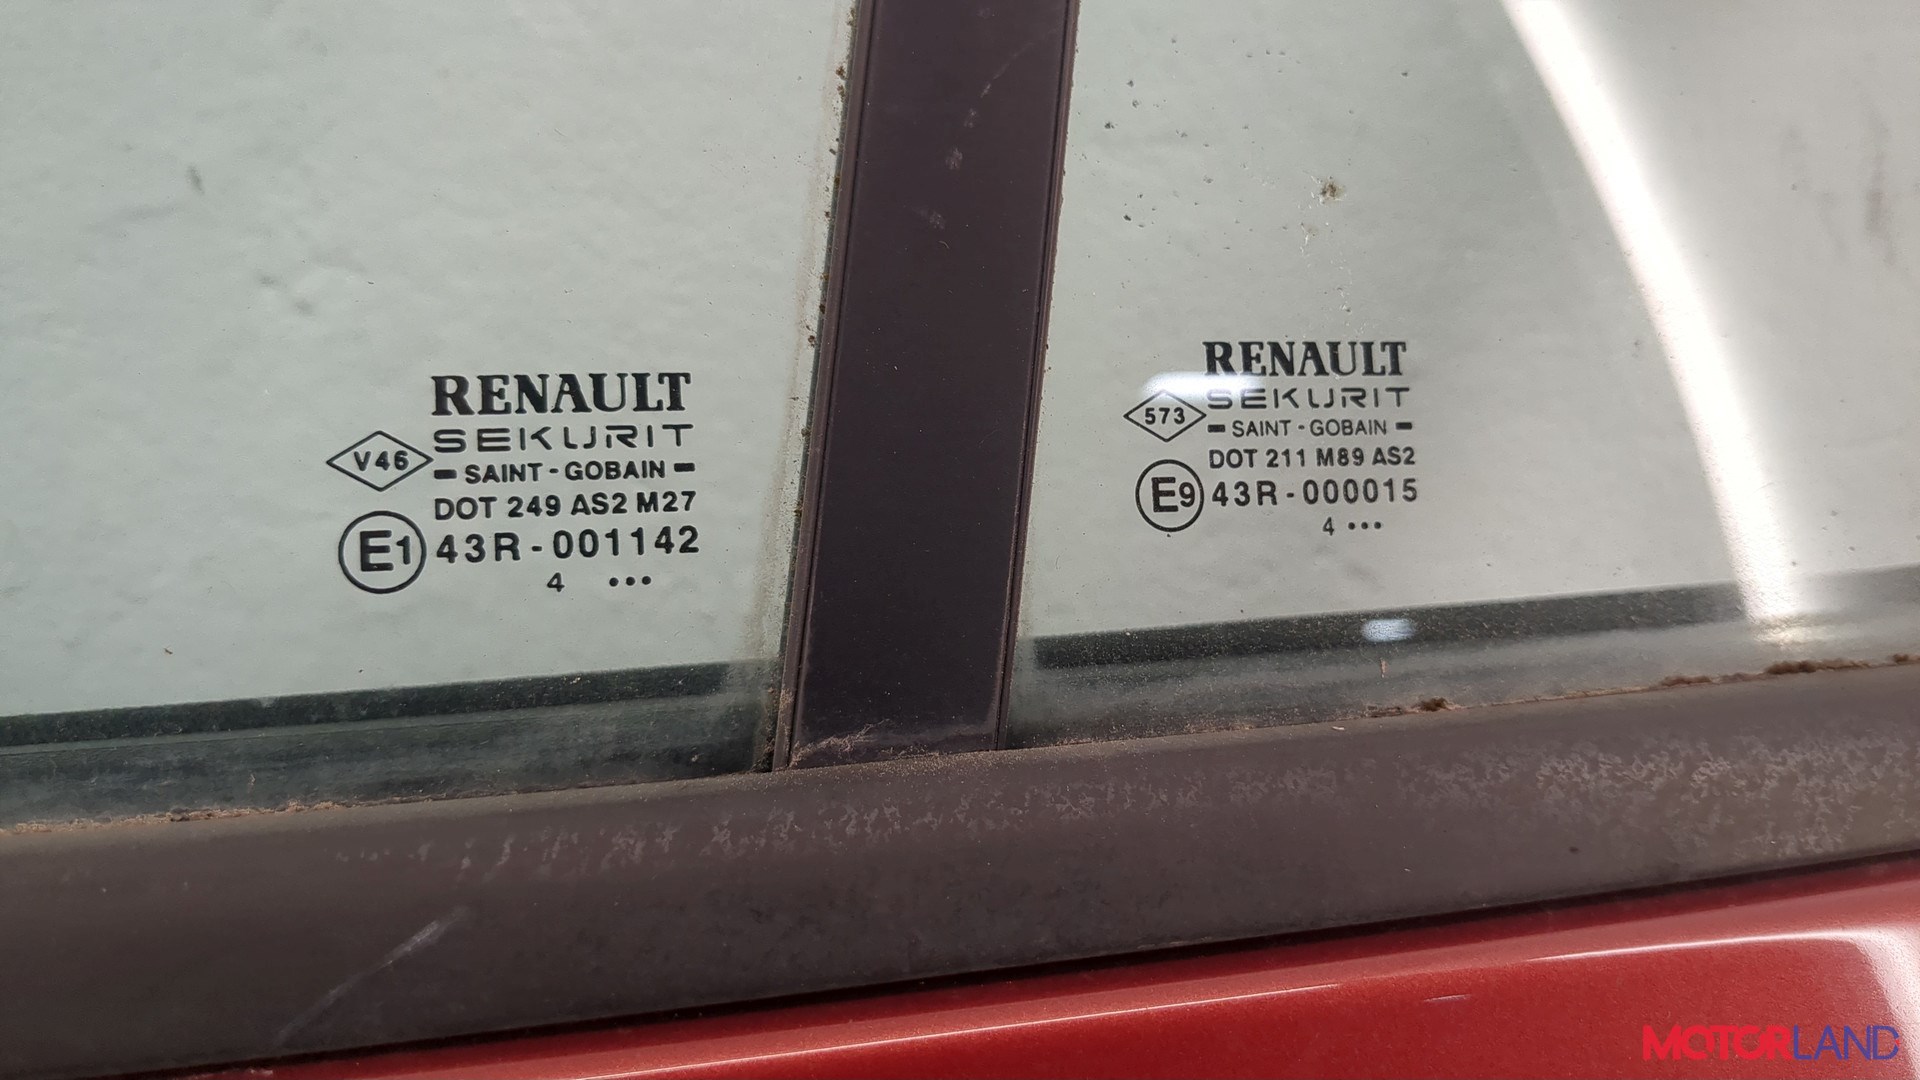 RENAULT
SEKURIT
V46
SAINT-GOBAIN
DOT 249 AS2 M27
E1 43R-001142
4 •••
RENAULT
SEKURIT
573
SAINT-GOBAIN
DOT 211 M89 AS2
E9 43R-000015
4 •••
MOTORLAND